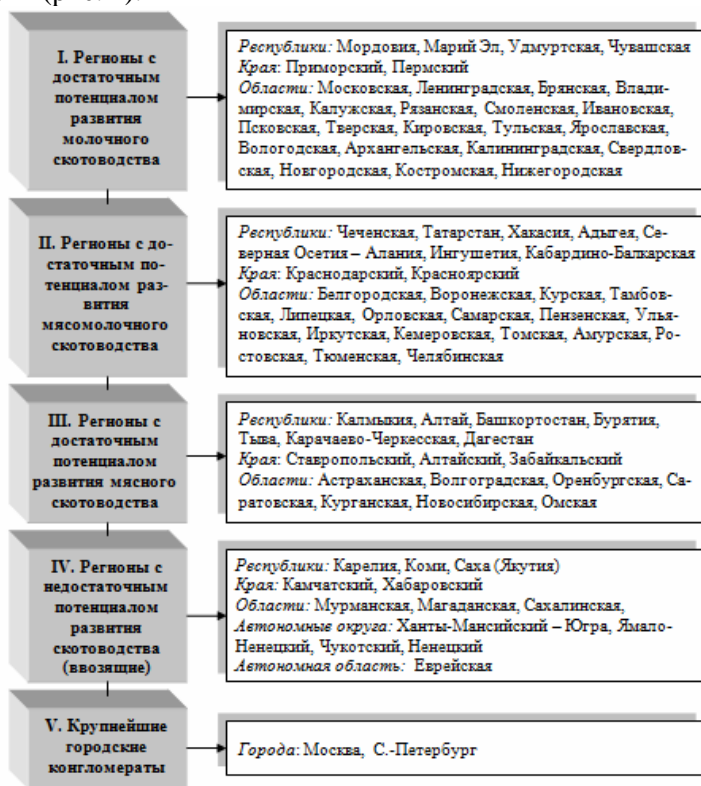 I. Регионы с
достаточным
потенциалом
развития
молочного
скотоводства
Республики: Мордовия, Марий Эл, Удмуртская, Чувашская
Края: Приморский, Пермский
Области: Московская, Ленинградская, Брянская, Влади-
мирская, Калужская, Рязанская, Смоленская, Ивановская,
Псковская, Тверская, Кировская, Тульская, Ярославская,
Вологодская, Архангельская, Калининградская, Свердлов-
ская, Новгородская, Костромская, Нижегородская
II. Регионы с до-
статочным по-
тенциалом раз-
вития
мясомолочного
скотоводства
Республики: Чеченская, Татарстан, Хакасия, Адыгея, Се-
верная Осетия – Алания, Ингушетия, Кабардино-Балкарская
Края: Краснодарский, Красноярский
Области: Белгородская, Воронежская, Курская, Тамбов-
ская, Липецкая, Орловская, Самарская, Пензенская, Улья-
новская, Иркутская, Кемеровская, Томская, Амурская, Ро-
стовская, Тюменская, Челябинская
III. Регионы с
достаточным
потенциалом
развития мясного
скотоводства
Республики: Калмыкия, Алтай, Башкортостан, Бурятия,
Тыва, Карачаево-Черкесская, Дагестан
Края: Ставропольский, Алтайский, Забайкальский
Области: Астраханская, Волгоградская, Оренбургская, Са-
ратовская, Курганская, Новосибирская, Омская
IV. Регионы с
недостаточным
потенциалом
развития
скотоводства
(ввозящие)
Республики: Карелия, Коми, Саха (Якутия)
Края: Камчатский, Хабаровский
Области: Мурманская, Магаданская, Сахалинская,
Автономные округа: Ханты-Мансийский – Югра, Ямало-
Ненецкий, Чукотский, Ненецкий
Автономная область: Еврейская
V. Крупнейшие
городские
конгломераты
Города: Москва, С.-Петербург